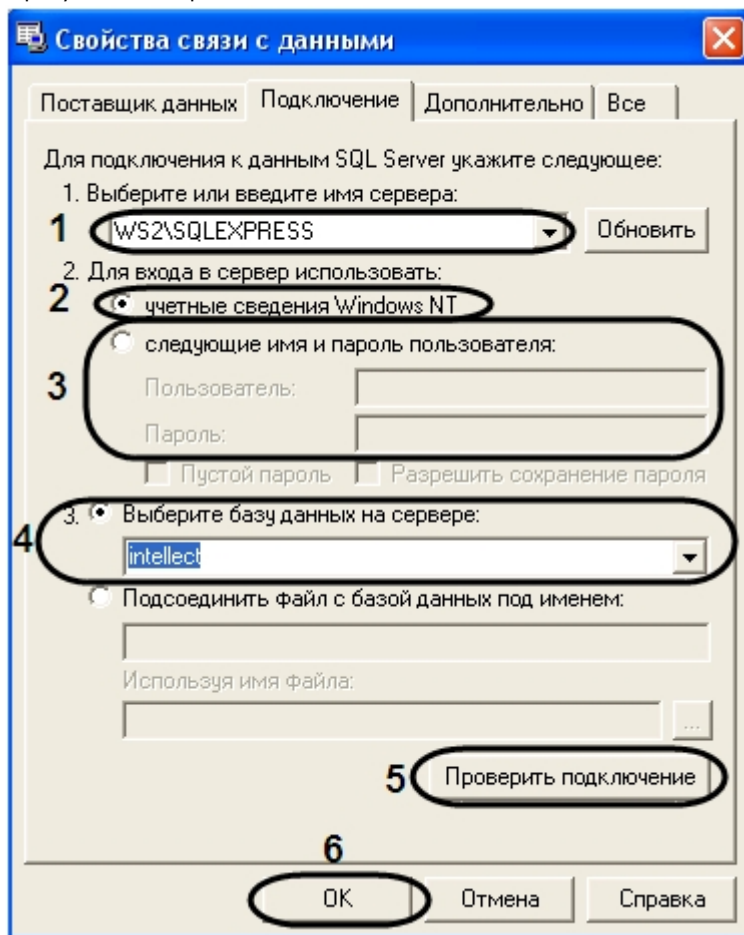 Свойства связи с данными
Поставщик данных Подключение Дополнительно Все
Для подключения к данным SQL Server укажите следующее:
1. Выберите или введите имя сервера:
1 WS2\SQLEXPRESS Обновить
2. Для входа в сервер использовать:
2 учетные сведения Windows NT
следующие имя и пароль пользователя:
3 Пользователь:
Пароль:
Пустой пароль Разрешить сохранение пароля
3. Выберите базу данных на сервере:
4 intellect
Подсоединить файл с базой данных под именем:
Используя имя файла:
...
5 Проверить подключение
6
OK Отмена Справка